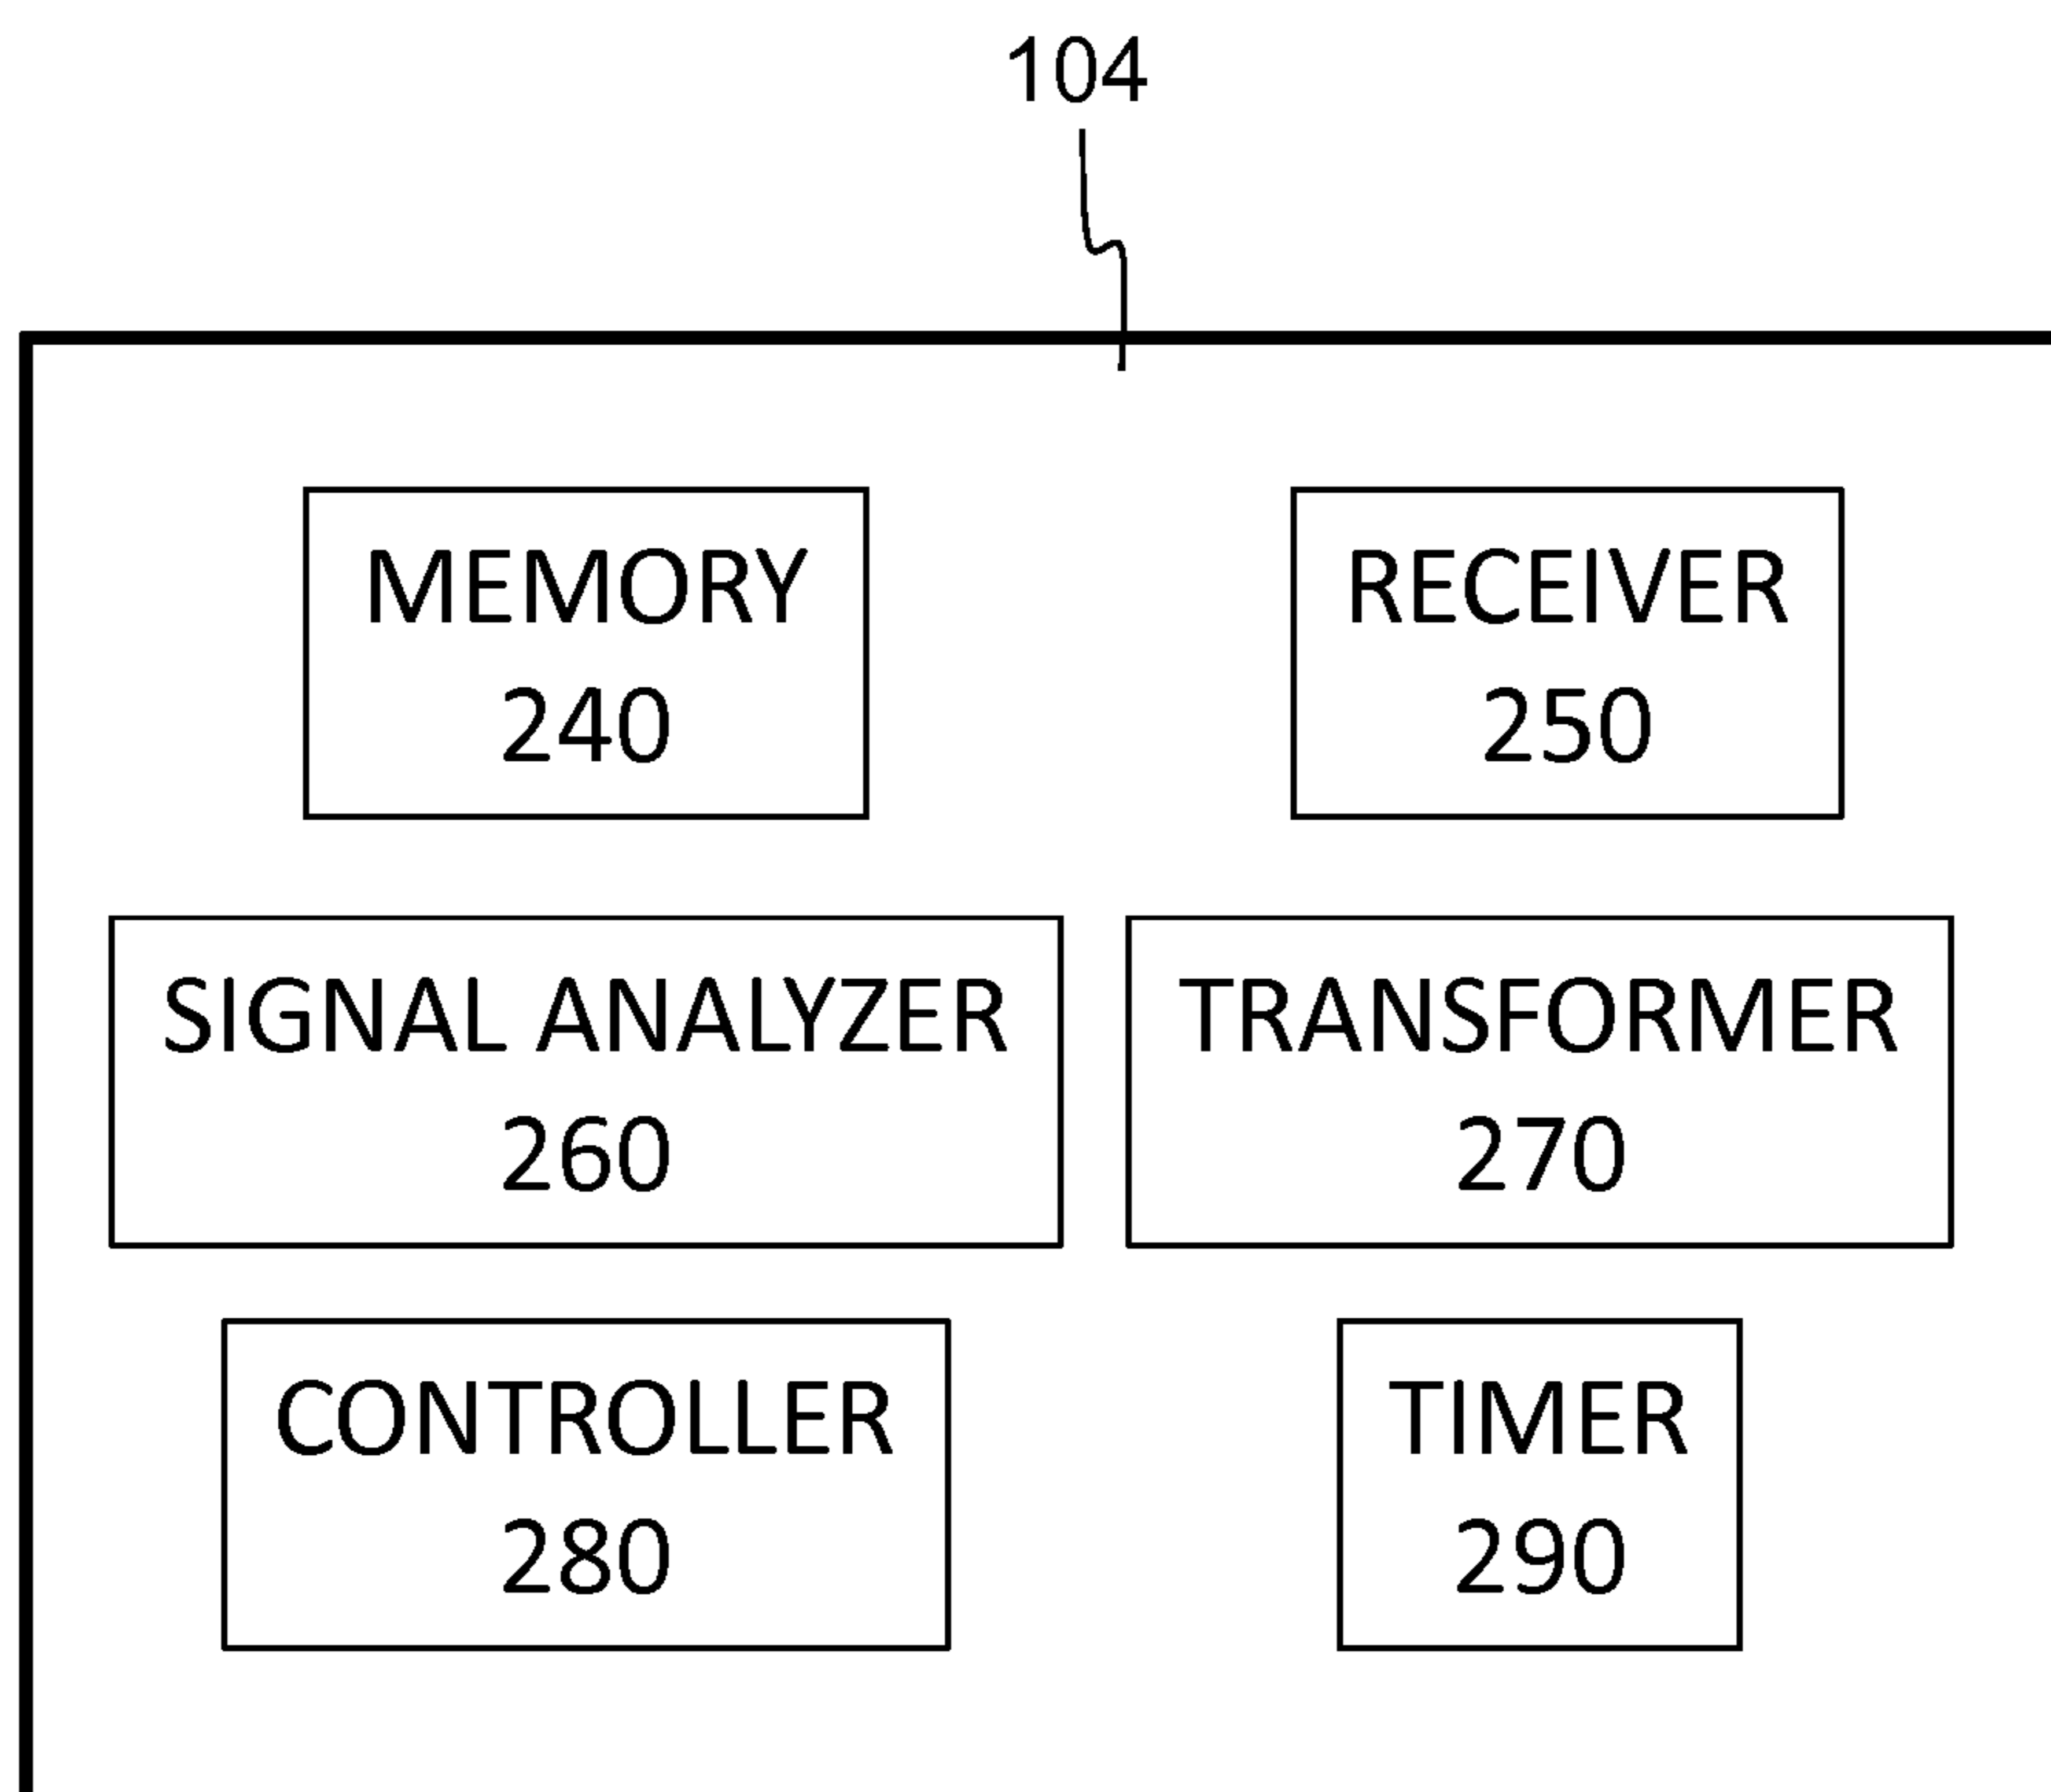 104
MEMORY
240
RECEIVER
250
SIGNAL ANALYZER
260
TRANSFORMER
270
CONTROLLER
280
TIMER
290